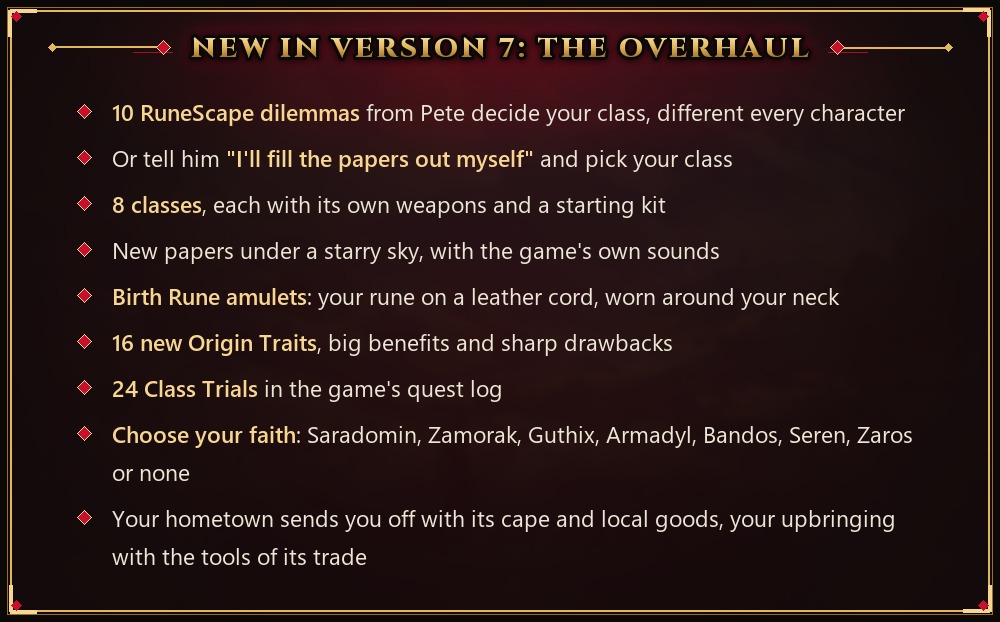 NEW IN VERSION 7: THE OVERHAUL
10 RuneScape dilemmas from Pete decide your class, different every character
Or tell him "I'll fill the papers out myself" and pick your class
8 classes, each with its own weapons and a starting kit
New papers under a starry sky, with the game's own sounds
Birth Rune amulets: your rune on a leather cord, worn around your neck
16 new Origin Traits, big benefits and sharp drawbacks
24 Class Trials in the game's quest log
Choose your faith: Saradomin, Zamorak, Guthix, Armadyl, Bandos, Seren, Zaros
or none
Your hometown sends you off with its cape and local goods, your upbringing
with the tools of its trade